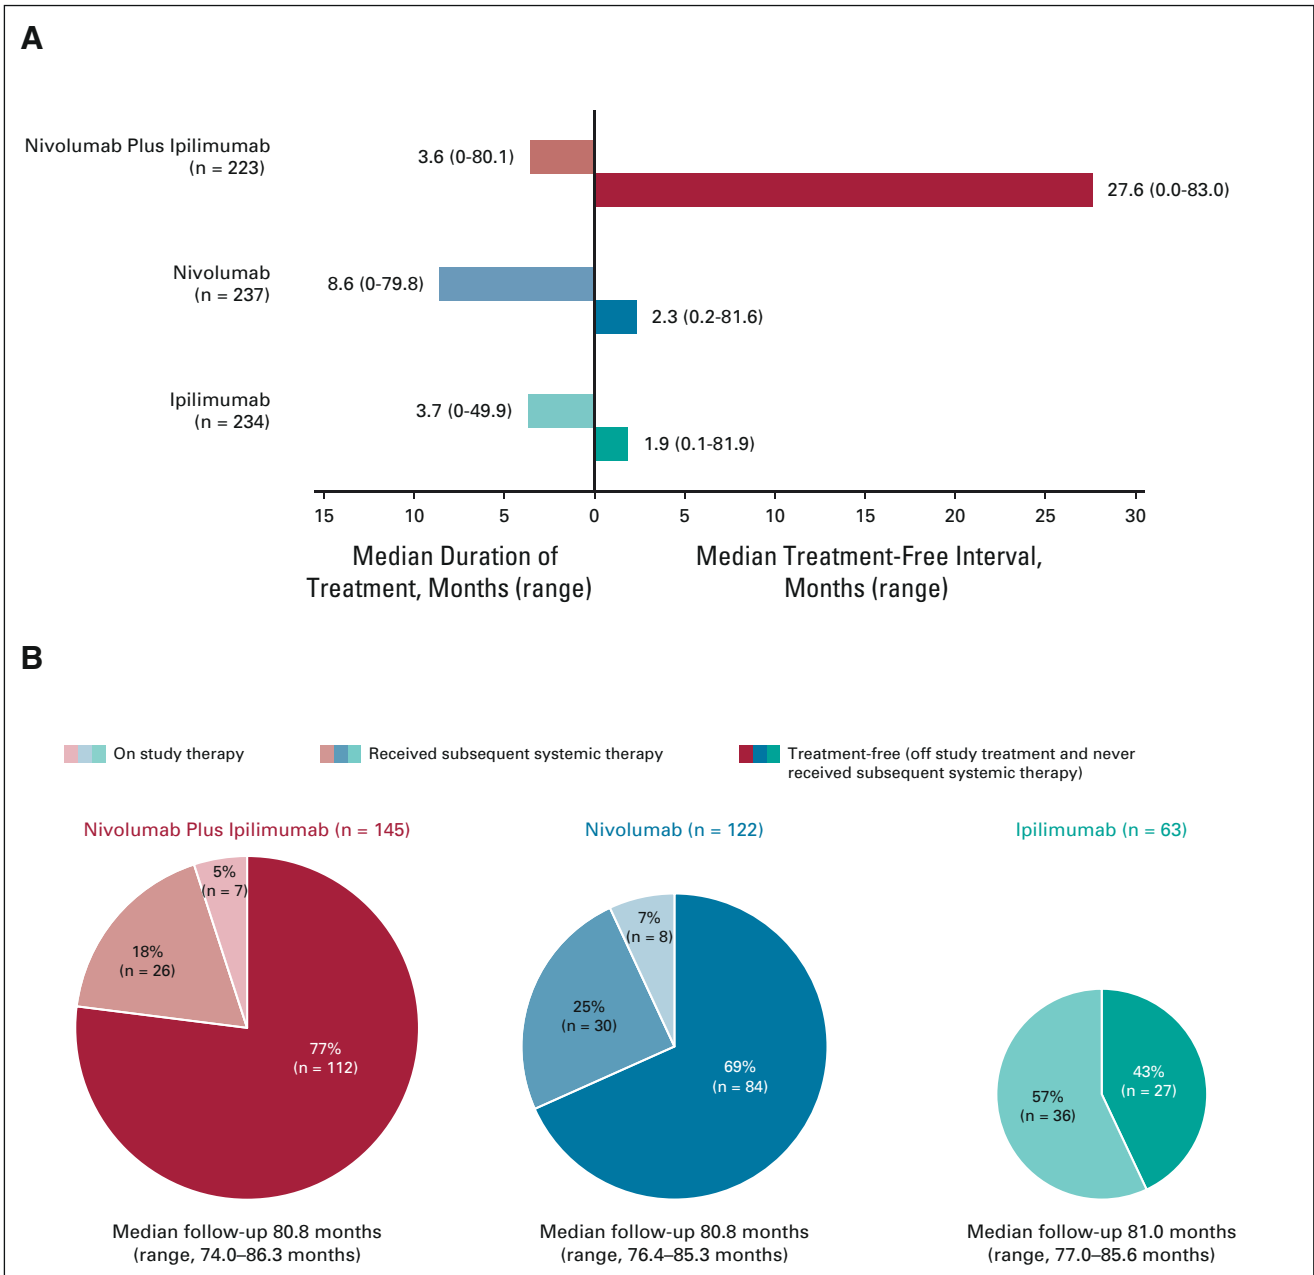 A
Nivolumab Plus Ipilimumab
(n = 223)
3.6 (0-80.1)
27.6 (0.0-83.0)
Nivolumab
(n = 237)
8.6 (0-79.8)
2.3 (0.2-81.6)
Ipilimumab
(n = 234)
3.7 (0-49.9)
1.9 (0.1-81.9)
15 10 5 0 5 10 15 20 25 30
Median Duration of
Treatment, Months (range)
Median Treatment-Free Interval,
Months (range)
B
On study therapy
Received subsequent systemic therapy
Treatment-free (off study treatment and never
received subsequent systemic therapy)
Nivolumab Plus Ipilimumab (n = 145)
5%
(n = 7)
18%
(n = 26)
77%
(n = 112)
Median follow-up 80.8 months
(range, 74.0–86.3 months)
Nivolumab (n = 122)
7%
(n = 8)
25%
(n = 30)
69%
(n = 84)
Median follow-up 80.8 months
(range, 76.4–85.3 months)
Ipilimumab (n = 63)
57%
(n = 36)
43%
(n = 27)
Median follow-up 81.0 months
(range, 77.0–85.6 months)